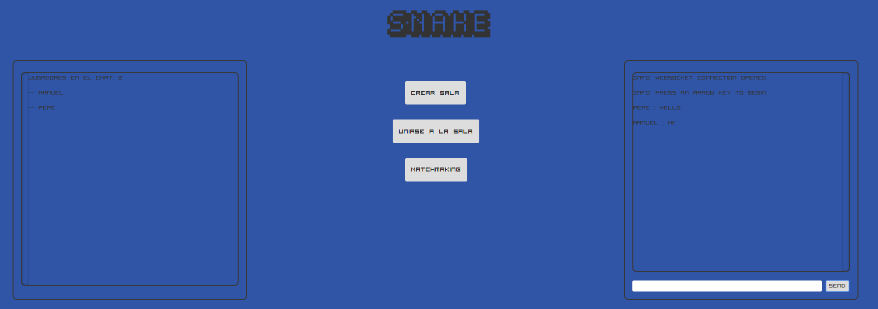 SNAKE
JUGADORES EN EL CHAT: 2
- MANUEL
- PEPE
CREAR SALA
UNIRSE A LA SALA
MATCHMAKING
INFO: WEBSOCKET CONNECTION OPENED
INFO: PRESS AN ARROW KEY TO BEGIN
PEPE : HELLO
MANUEL : HI
SEND